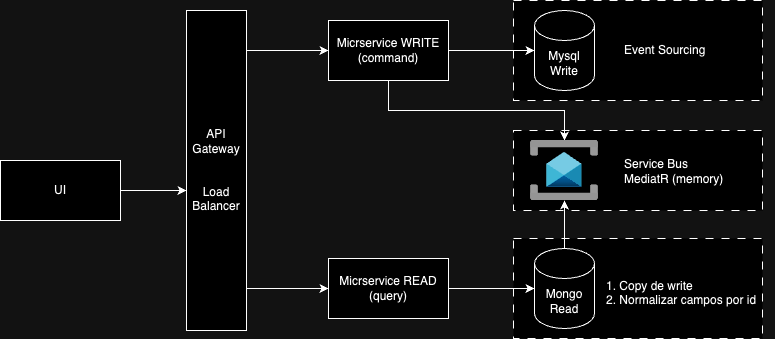 UI
API
Gateway
Load
Balancer
Micrservice WRITE
(command)
Mysql
Write
Event Sourcing
Service Bus
MediatR (memory)
Micrservice READ
(query)
Mongo
Read
1. Copy de write
2. Normalizar campos por id